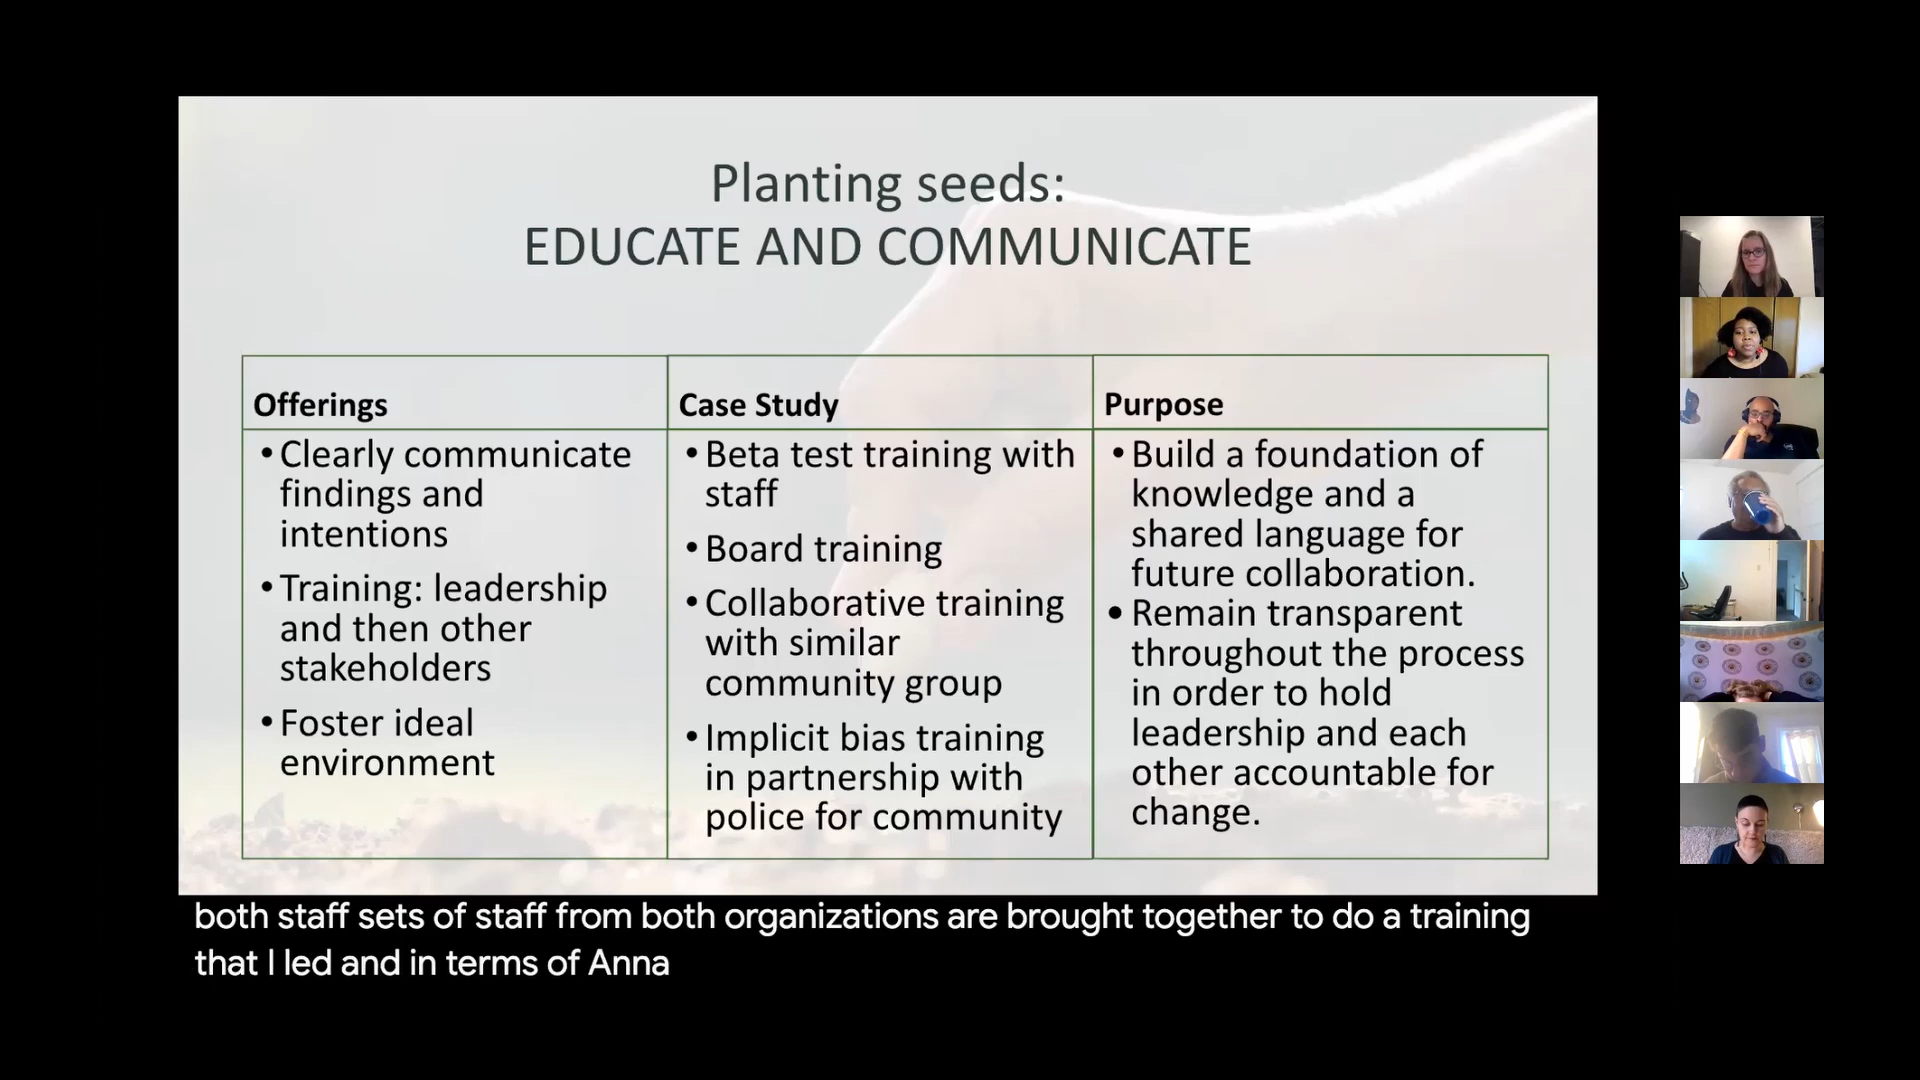 Planting seeds:
EDUCATE AND COMMUNICATE
Offerings
• Clearly communicate
findings and
intentions
• Training: leadership
and then other
stakeholders
• Foster ideal
environment
Case Study
• Beta test training with
staff
• Board training
• Collaborative training
with similar
community group
• Implicit bias training
in partnership with
police for community
Purpose
• Build a foundation of
knowledge and a
shared language for
future collaboration.
• Remain transparent
throughout the process
in order to hold
leadership and each
other accountable for
change.
both staff sets of staff from both organizations are brought together to do a training
that I led and in terms of Anna